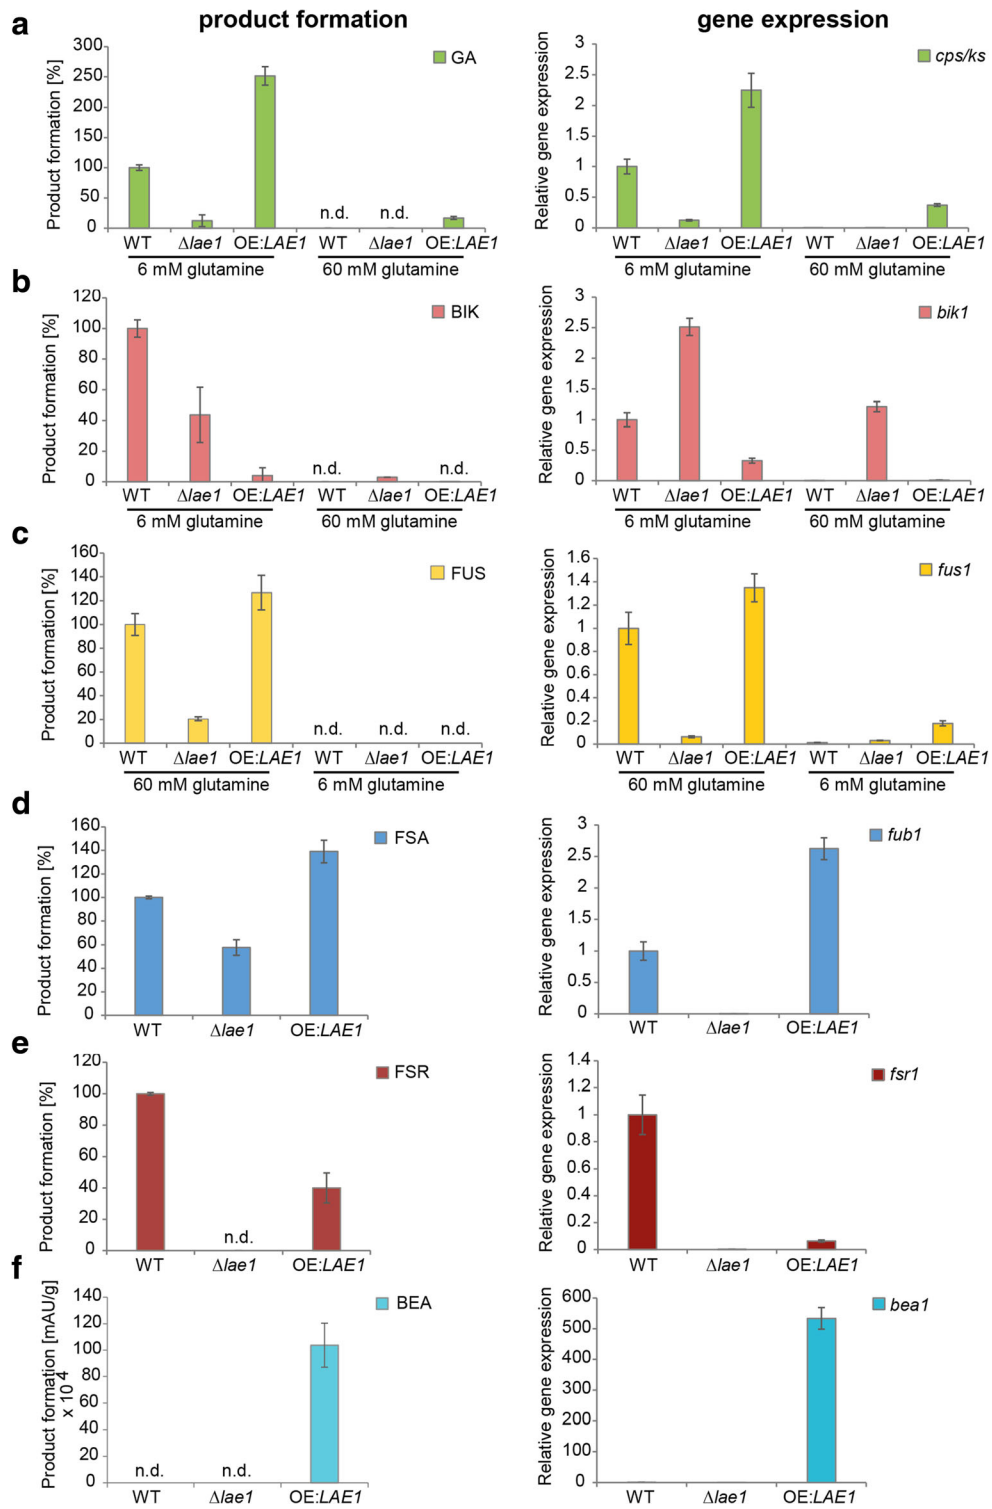 product formation
gene expression
a
Product formation [%]
300
250
200
150
100
50
0
GA
n.d. n.d.
WT Δlae1 OE:LAE1 WT Δlae1 OE:LAE1
6 mM glutamine 60 mM glutamine
Relative gene expression
3
2.5
2
1.5
1
0.5
0
cps/ks
WT Δlae1 OE:LAE1 WT Δlae1 OE:LAE1
6 mM glutamine 60 mM glutamine
b
Product formation [%]
120
100
80
60
40
20
0
BIK
n.d. n.d.
WT Δlae1 OE:LAE1 WT Δlae1 OE:LAE1
6 mM glutamine 60 mM glutamine
Relative gene expression
3
2.5
2
1.5
1
0.5
0
bik1
WT Δlae1 OE:LAE1 WT Δlae1 OE:LAE1
6 mM glutamine 60 mM glutamine
c
Product formation [%]
160
140
120
100
80
60
40
20
0
FUS
n.d. n.d. n.d.
WT Δlae1 OE:LAE1 WT Δlae1 OE:LAE1
60 mM glutamine 6 mM glutamine
Relative gene expression
1.6
1.4
1.2
1
0.8
0.6
0.4
0.2
0
fus1
WT Δlae1 OE:LAE1 WT Δlae1 OE:LAE1
60 mM glutamine 6 mM glutamine
d
Product formation [%]
160
140
120
100
80
60
40
20
0
FSA
WT Δlae1 OE:LAE1
Relative gene expression
3
2.5
2
1.5
1
0.5
0
fub1
WT Δlae1 OE:LAE1
e
Product formation [%]
120
100
80
60
40
20
0
FSR
n.d.
WT Δlae1 OE:LAE1
Relative gene expression
1.4
1.2
1
0.8
0.6
0.4
0.2
0
fsr1
WT Δlae1 OE:LAE1
f
Product formation [mAU/g]
x 10⁴
140
120
100
80
60
40
20
0
BEA
n.d. n.d.
WT Δlae1 OE:LAE1
Relative gene expression
600
500
400
300
200
100
0
bea1
WT Δlae1 OE:LAE1